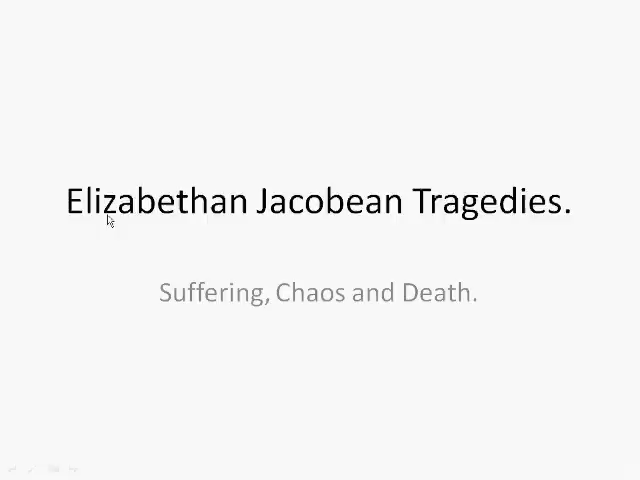 Elizabethan Jacobean Tragedies.
Suffering, Chaos and Death.